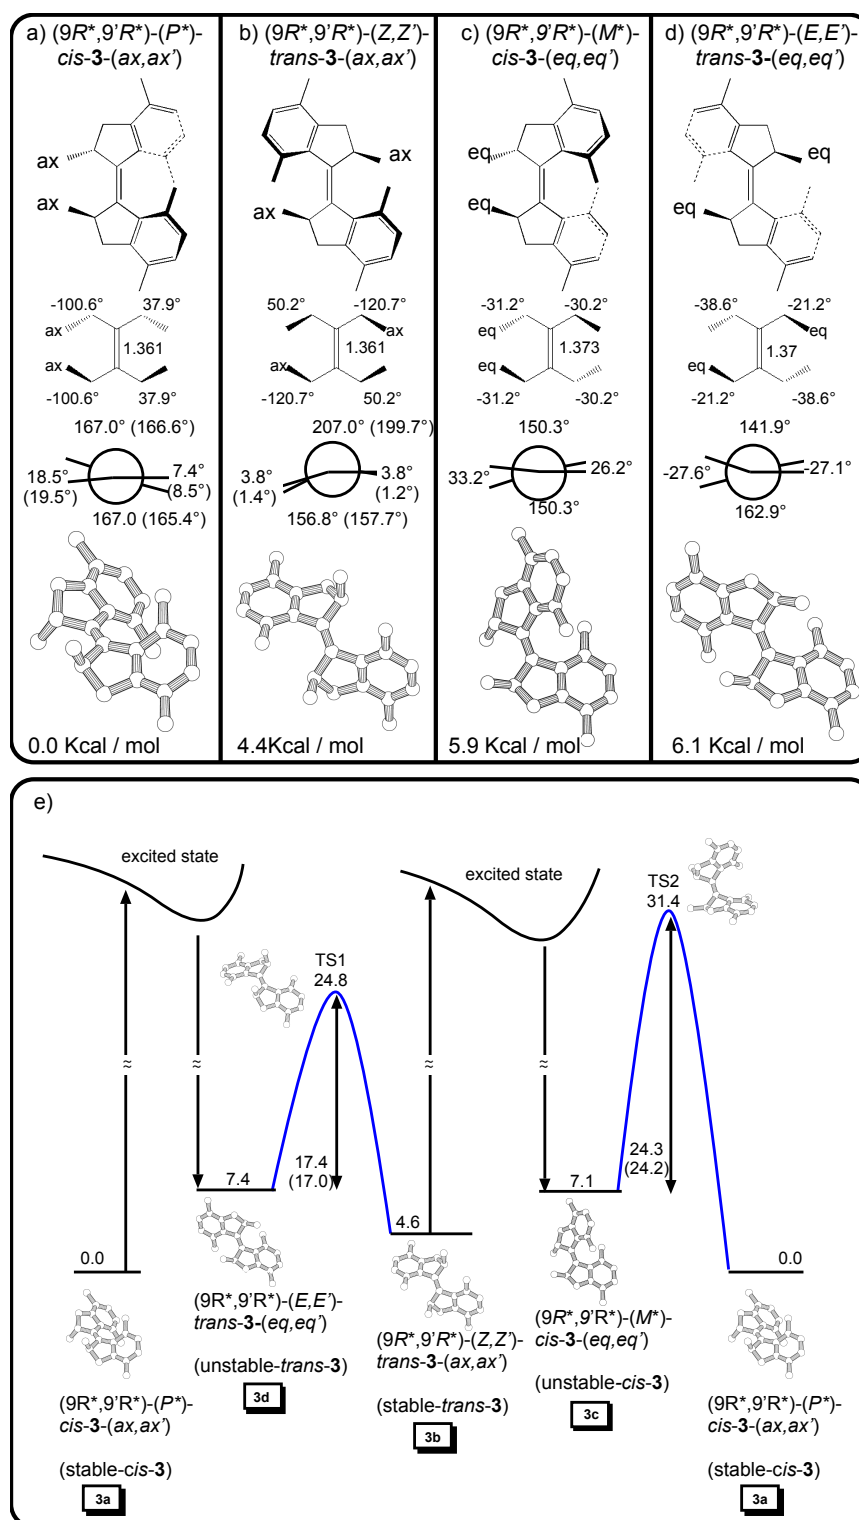 a) (9R*,9'R*)-(P*)-
cis-3-(ax,ax')
b) (9R*,9'R*)-(Z,Z')-
trans-3-(ax,ax')
c) (9R*,9'R*)-(M*)-
cis-3-(eq,eq')
d) (9R*,9'R*)-(E,E')-
trans-3-(eq,eq')
ax
ax
-100.6° 37.9°
ax
1.361
ax
-100.6° 37.9°
167.0° (166.6°)
18.5°
(19.5°)
7.4°
(8.5°)
167.0 (165.4°)
0.0 Kcal / mol
ax
ax
50.2° -120.7°
ax
1.361
ax
-120.7° 50.2°
207.0° (199.7°)
3.8°
(1.4°)
3.8°
(1.2°)
156.8° (157.7°)
4.4Kcal / mol
eq
eq
-31.2° -30.2°
eq
1.373
eq
-31.2° -30.2°
150.3°
33.2°
26.2°
150.3°
5.9 Kcal / mol
eq
eq
-38.6° -21.2°
eq
1.37
eq
-21.2° -38.6°
141.9°
-27.6°
-27.1°
162.9°
6.1 Kcal / mol
e)
excited state
excited state
TS1
24.8
TS2
31.4
≈
≈
≈
≈
17.4
(17.0)
24.3
(24.2)
0.0
7.4
4.6
7.1
0.0
(9R*,9'R*)-(P*)-
cis-3-(ax,ax')
(stable-cis-3)
3a
(9R*,9'R*)-(E,E')-
trans-3-(eq,eq')
(unstable-trans-3)
3d
(9R*,9'R*)-(Z,Z')-
trans-3-(ax,ax')
(stable-trans-3)
3b
(9R*,9'R*)-(M*)-
cis-3-(eq,eq')
(unstable-cis-3)
3c
(9R*,9'R*)-(P*)-
cis-3-(ax,ax')
(stable-cis-3)
3a